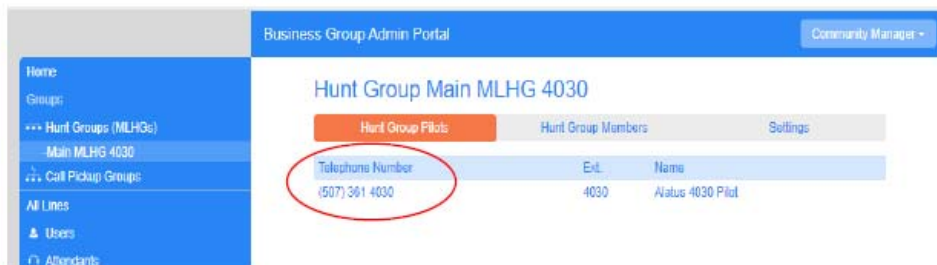 Business Group Admin Portal
Community Manager
Home
Groups
Hunt Groups (MLHGs)
Main MLHG 4030
Call Pickup Groups
All Lines
Users
Attendants
Hunt Group Main MLHG 4030
Hunt Group Pilots Hunt Group Members Settings
Telephone Number Ext. Name
(507) 361 4030 4030 Alatus 4030 Pilot